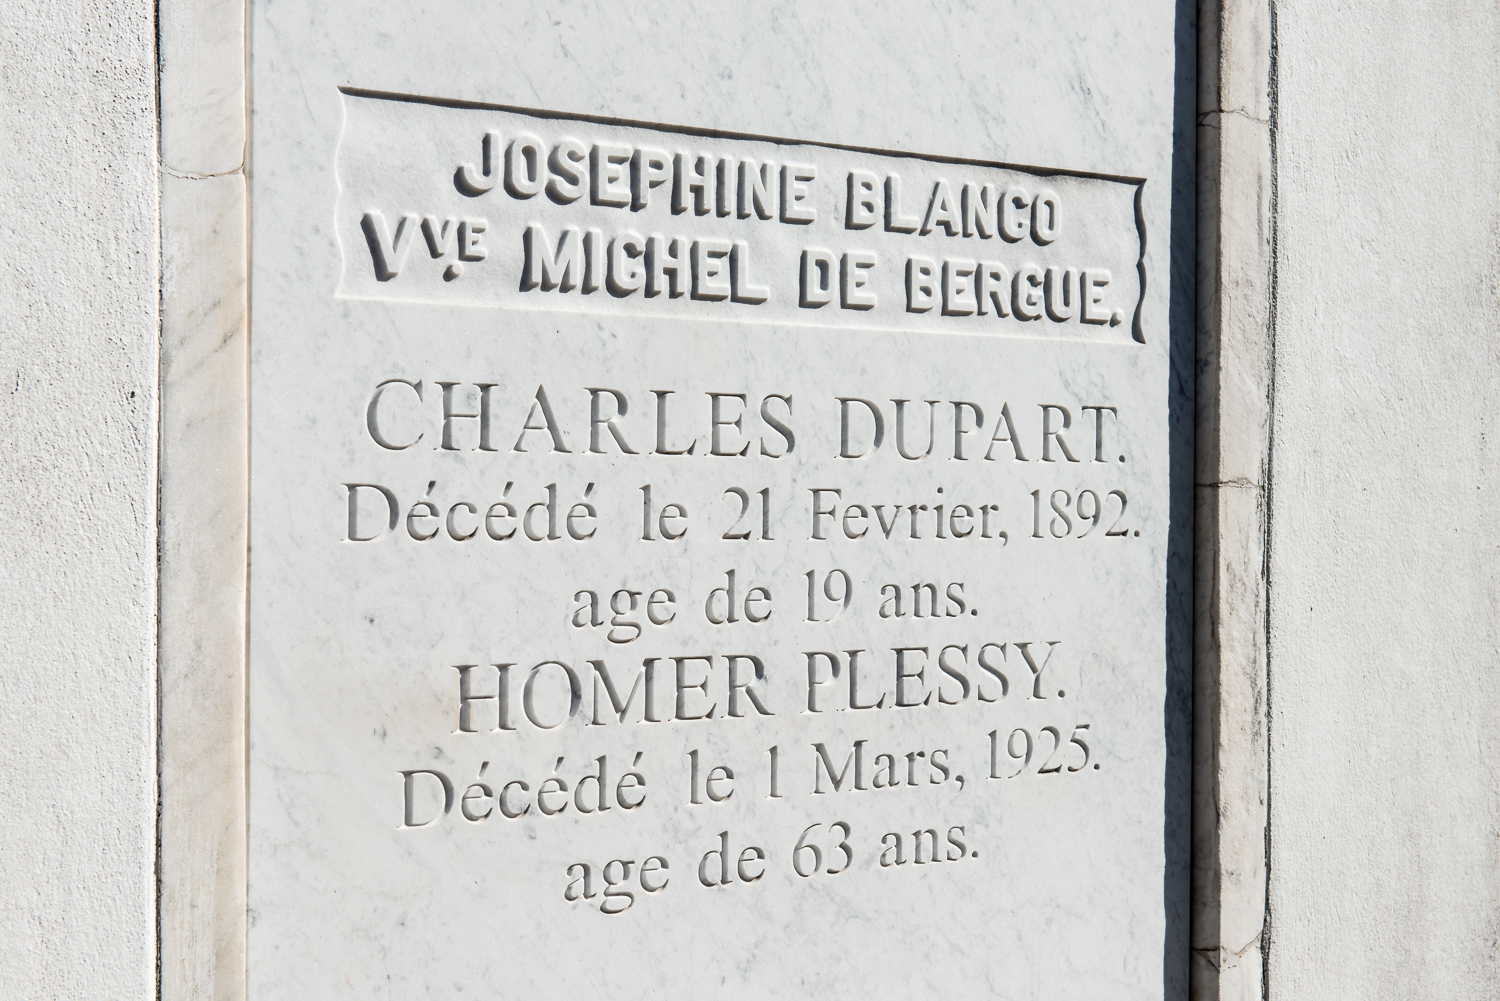 JOSEPHINE BLANCO
VVE MICHEL DE BERGUE.
CHARLES DUPART.
Décédé le 21 Fevrier, 1892.
age de 19 ans.
HOMER PLESSY.
Décédé le 1 Mars, 1925.
age de 63 ans.